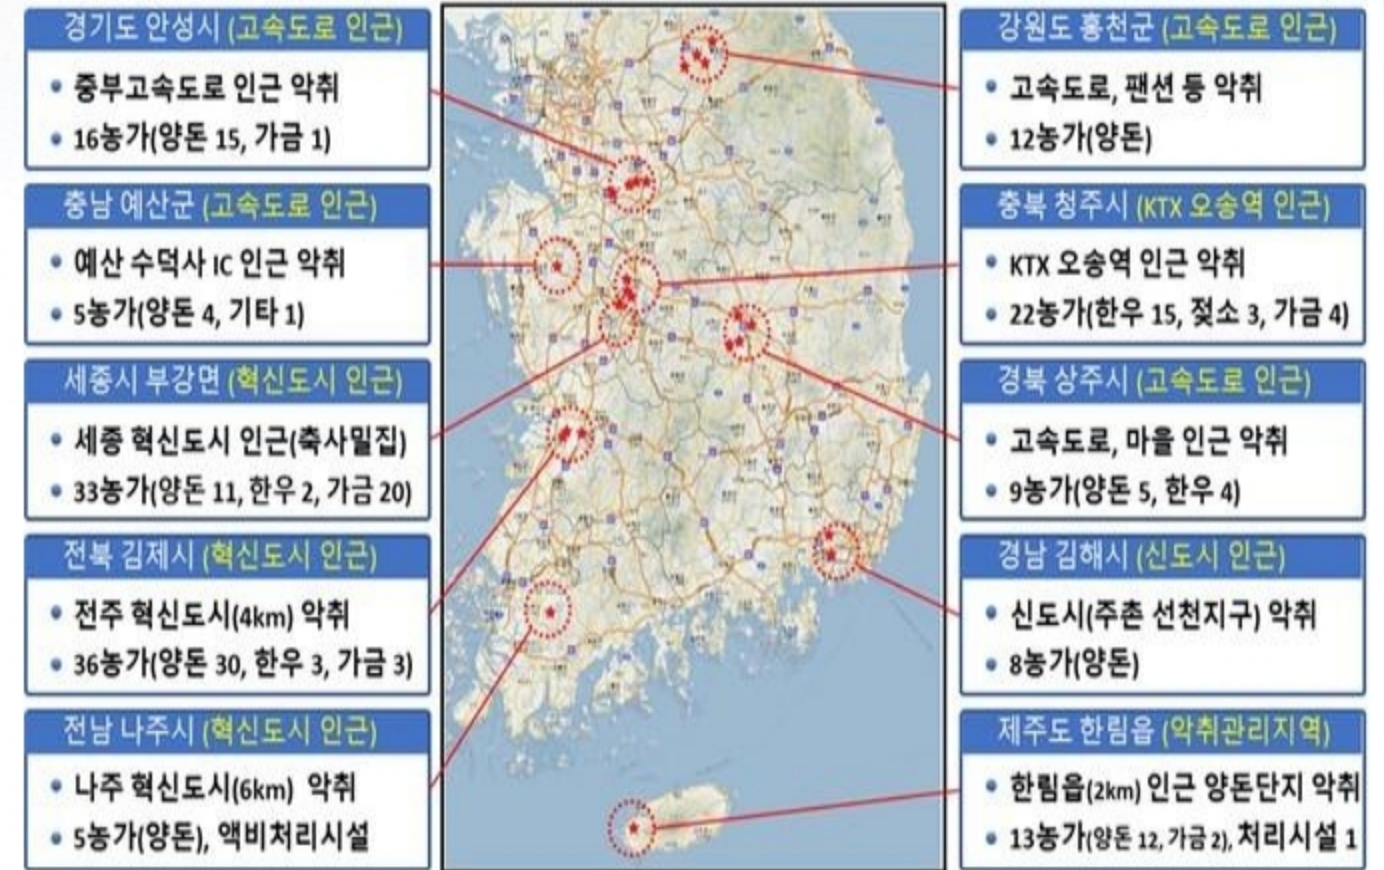 경기도 안성시 (고속도로 인근)
• 중부고속도로 인근 악취
• 16농가(양돈 15, 가금 1)
충남 예산군 (고속도로 인근)
• 예산 수덕사 IC 인근 악취
• 5농가(양돈 4, 기타 1)
세종시 부강면 (혁신도시 인근)
• 세종 혁신도시 인근(축사밀집)
• 33농가(양돈 11, 한우 2, 가금 20)
전북 김제시 (혁신도시 인근)
• 전주 혁신도시(4km) 악취
• 36농가(양돈 30, 한우 3, 가금 3)
전남 나주시 (혁신도시 인근)
• 나주 혁신도시(6km) 악취
• 5농가(양돈), 액비처리시설
강원도 홍천군 (고속도로 인근)
• 고속도로, 팬션 등 악취
• 12농가(양돈)
충북 청주시 (KTX 오송역 인근)
• KTX 오송역 인근 악취
• 22농가(한우 15, 젖소 3, 가금 4)
경북 상주시 (고속도로 인근)
• 고속도로, 마을 인근 악취
• 9농가(양돈 5, 한우 4)
경남 김해시 (신도시 인근)
• 신도시(주촌 선천지구) 악취
• 8농가(양돈)
제주도 한림읍 (악취관리지역)
• 한림읍(2km) 인근 양돈단지 악취
• 13농가(양돈 12, 가금 2), 처리시설 1